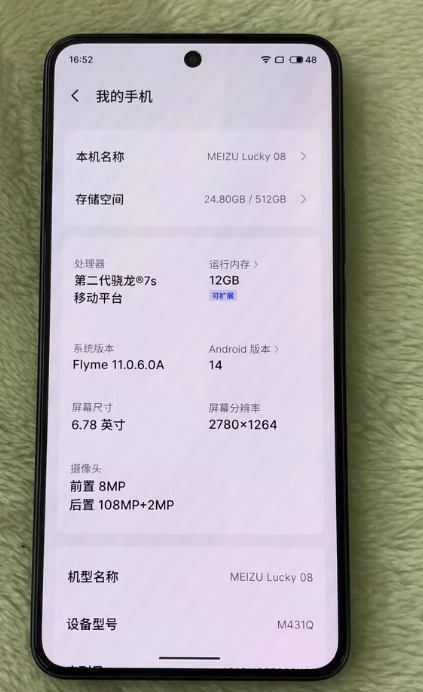 16:52
48
我的手机
本机名称 MEIZU Lucky 08
存储空间 24.80GB / 512GB
处理器 运行内存
第二代骁龙®7s 12GB
移动平台 可扩展
系统版本 Android 版本
Flyme 11.0.6.0A 14
屏幕尺寸 屏幕分辨率
6.78 英寸 2780×1264
摄像头
前置 8MP
后置 108MP+2MP
机型名称 MEIZU Lucky 08
设备型号 M431Q